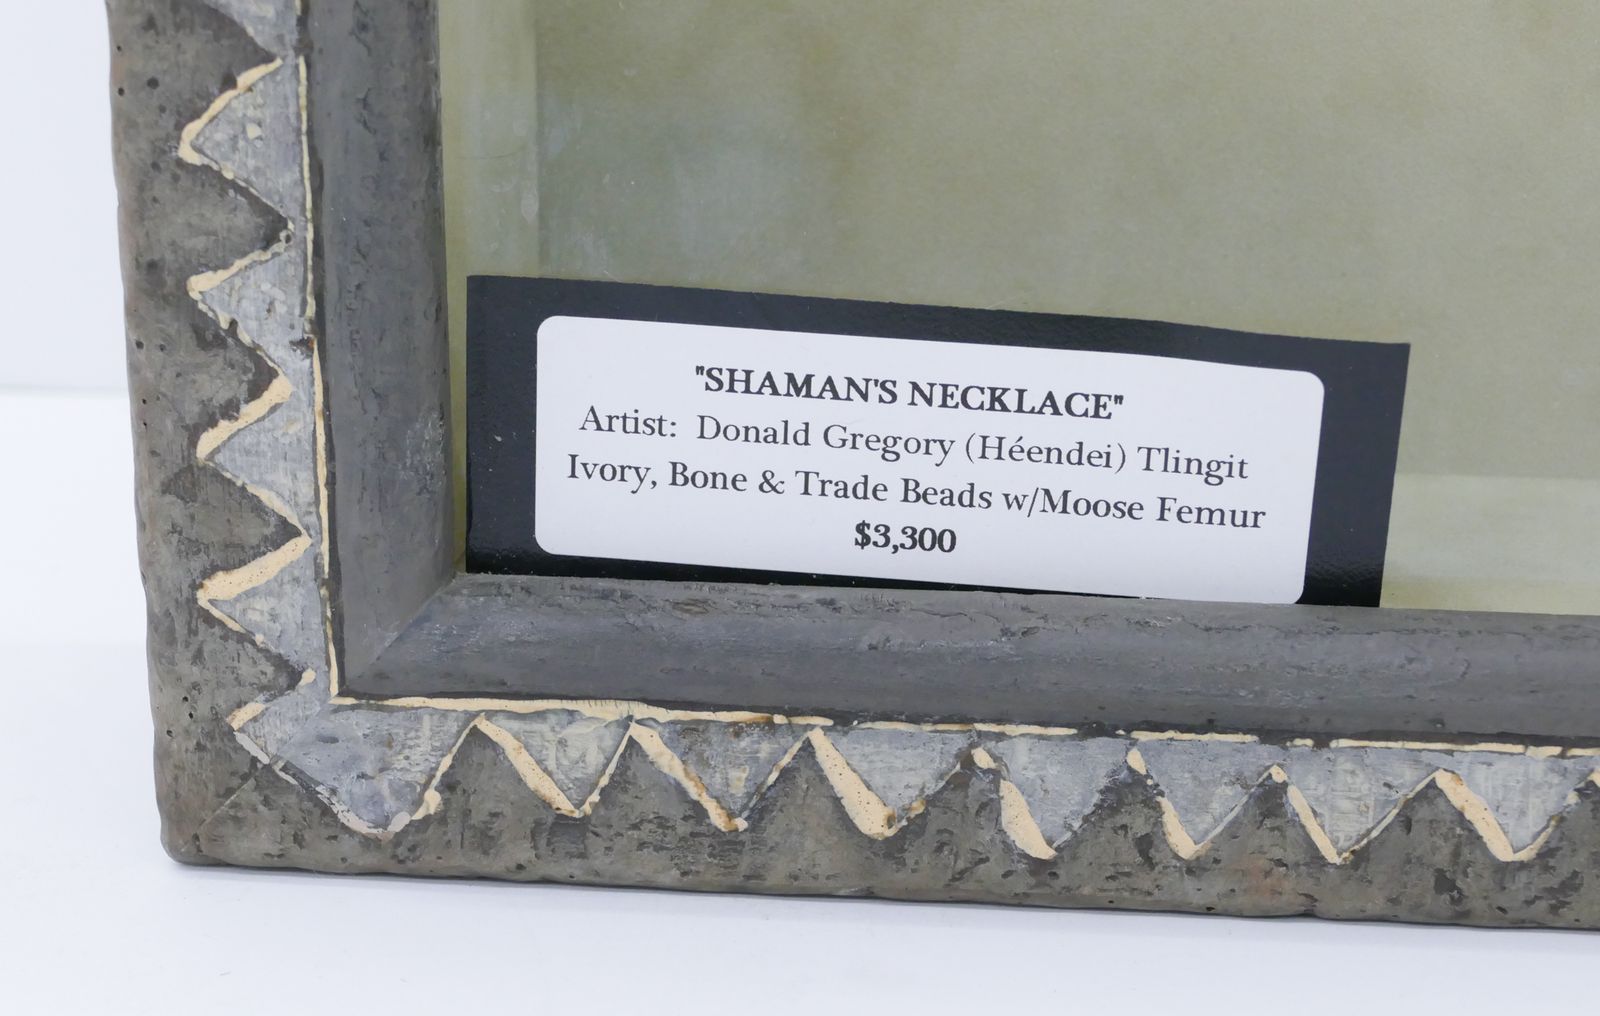 "SHAMAN'S NECKLACE"
Artist: Donald Gregory (Héendei) Tlingit
Ivory, Bone & Trade Beads w/Moose Femur
$3,300